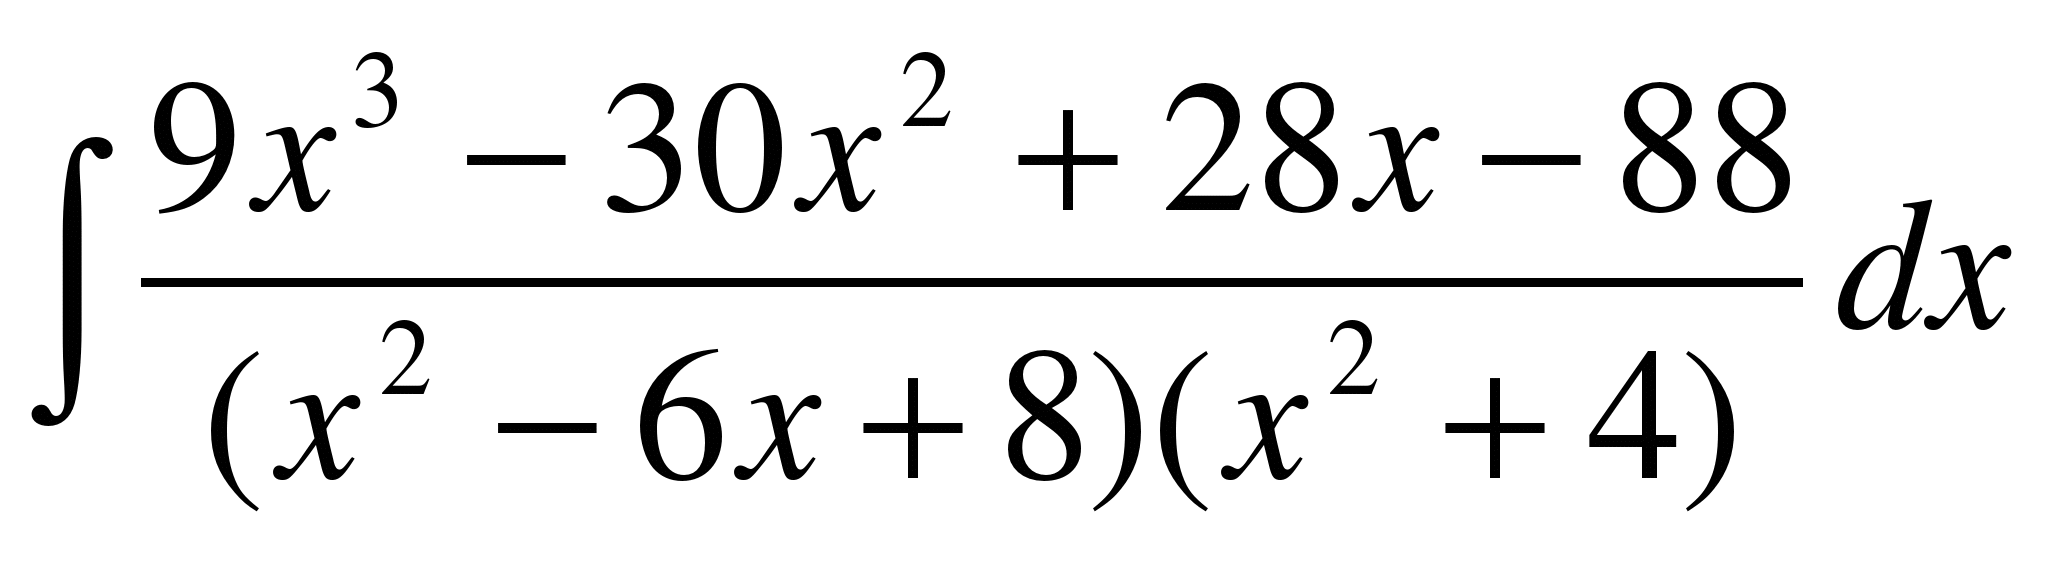 ∫ (9x³ − 30x² + 28x − 88) / ((x² − 6x + 8)(x² + 4)) dx